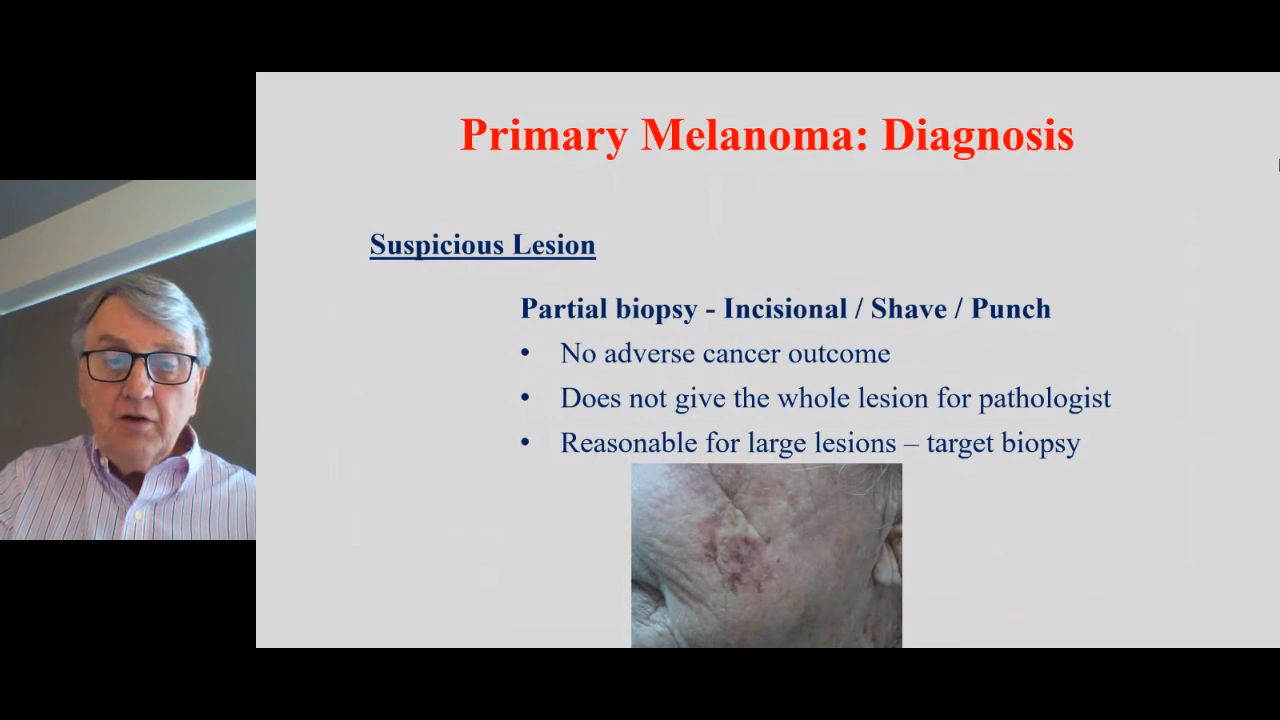 Primary Melanoma: Diagnosis
Suspicious Lesion
Partial biopsy - Incisional / Shave / Punch
• No adverse cancer outcome
• Does not give the whole lesion for pathologist
• Reasonable for large lesions – target biopsy